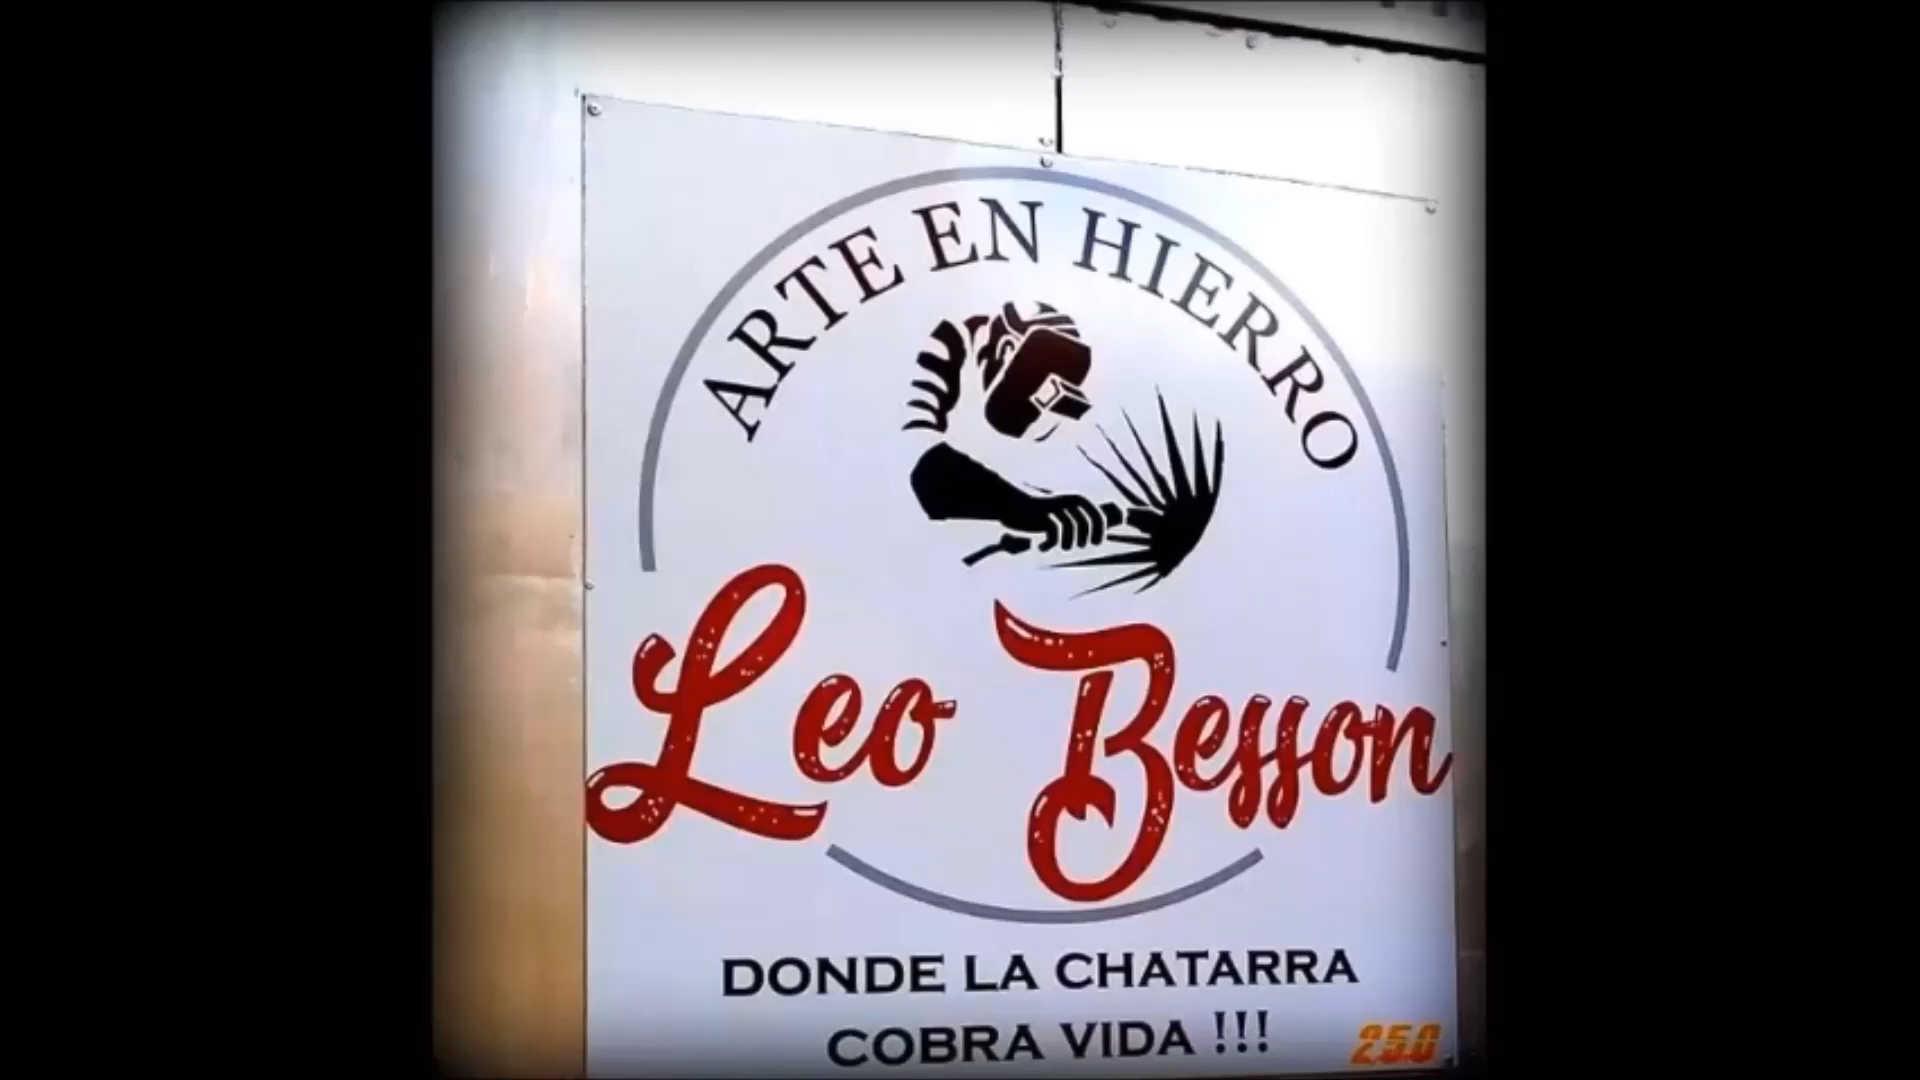 ARTE EN HIERRO
Leo Besson
DONDE LA CHATARRA
COBRA VIDA !!!
250